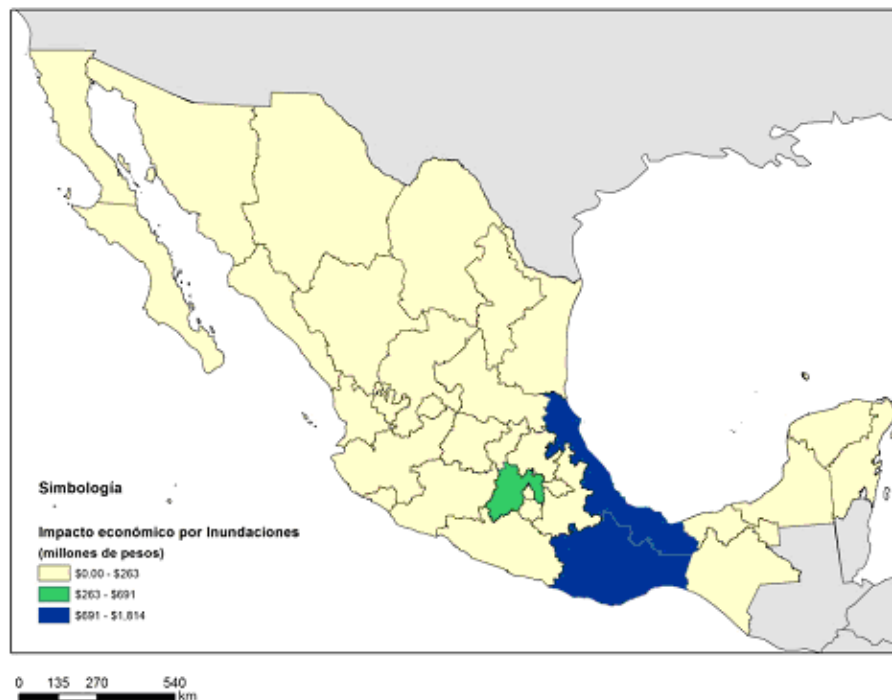 Simbología
Impacto económico por Inundaciones
(millones de pesos)
$0.00 - $263
$263 - $691
$691 - $1,814
0 135 270 540
km